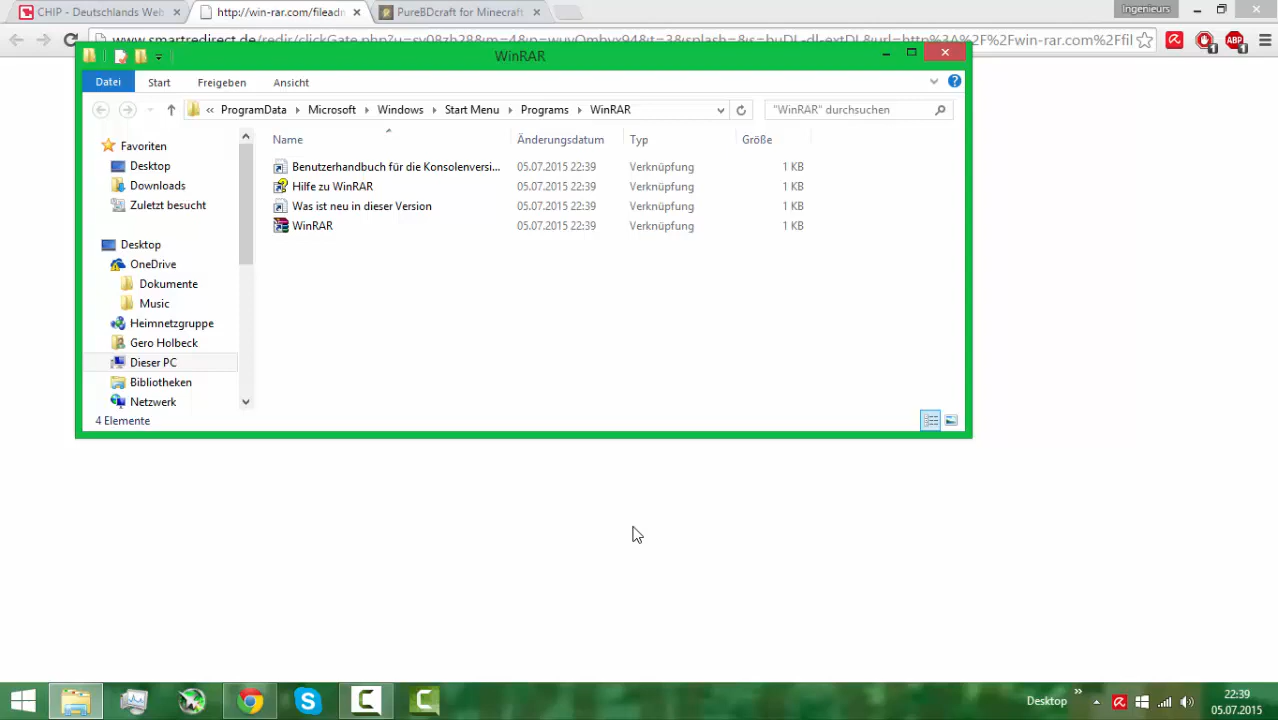 CHIP - Deutschlands Web
http://win-rar.com/fileadn
PureBDcraft for Minecraft
Ingenieurs
WinRAR
Datei Start Freigeben Ansicht
« ProgramData Microsoft Windows Start Menu Programs WinRAR
"WinRAR" durchsuchen
Name Änderungsdatum Typ Größe
Benutzerhandbuch für die Konsolenversi... 05.07.2015 22:39 Verknüpfung 1 KB
Hilfe zu WinRAR 05.07.2015 22:39 Verknüpfung 1 KB
Was ist neu in dieser Version 05.07.2015 22:39 Verknüpfung 1 KB
WinRAR 05.07.2015 22:39 Verknüpfung 1 KB
Favoriten
Desktop
Downloads
Zuletzt besucht
Desktop
OneDrive
Dokumente
Music
Heimnetzgruppe
Gero Holbeck
Dieser PC
Bibliotheken
Netzwerk
4 Elemente
ABP 1 1
Desktop
22:39
05.07.2015